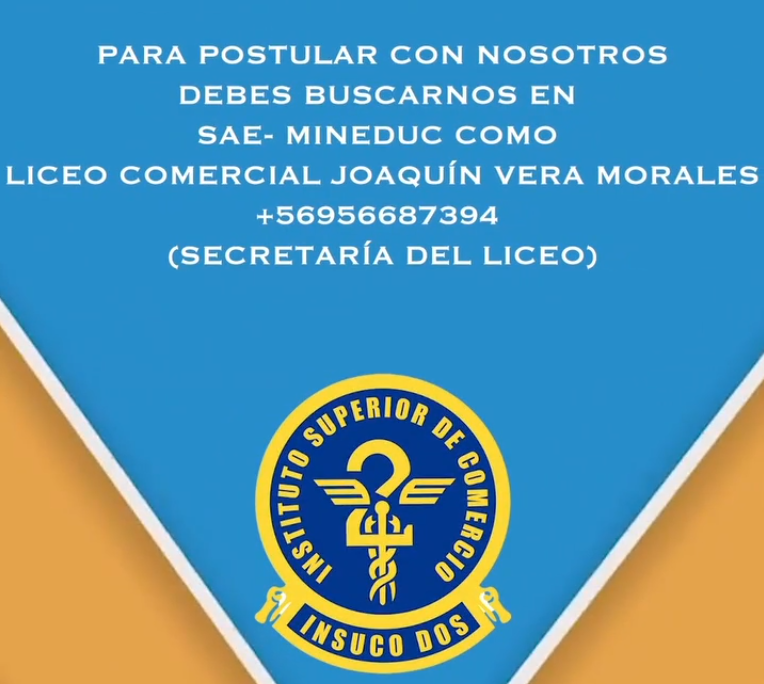 PARA POSTULAR CON NOSOTROS
DEBES BUSCARNOS EN
SAE- MINEDUC COMO
LICEO COMERCIAL JOAQUÍN VERA MORALES
+56956687394
(SECRETARÍA DEL LICEO)
INSTITUTO SUPERIOR DE COMERCIO
2
INSUCO DOS